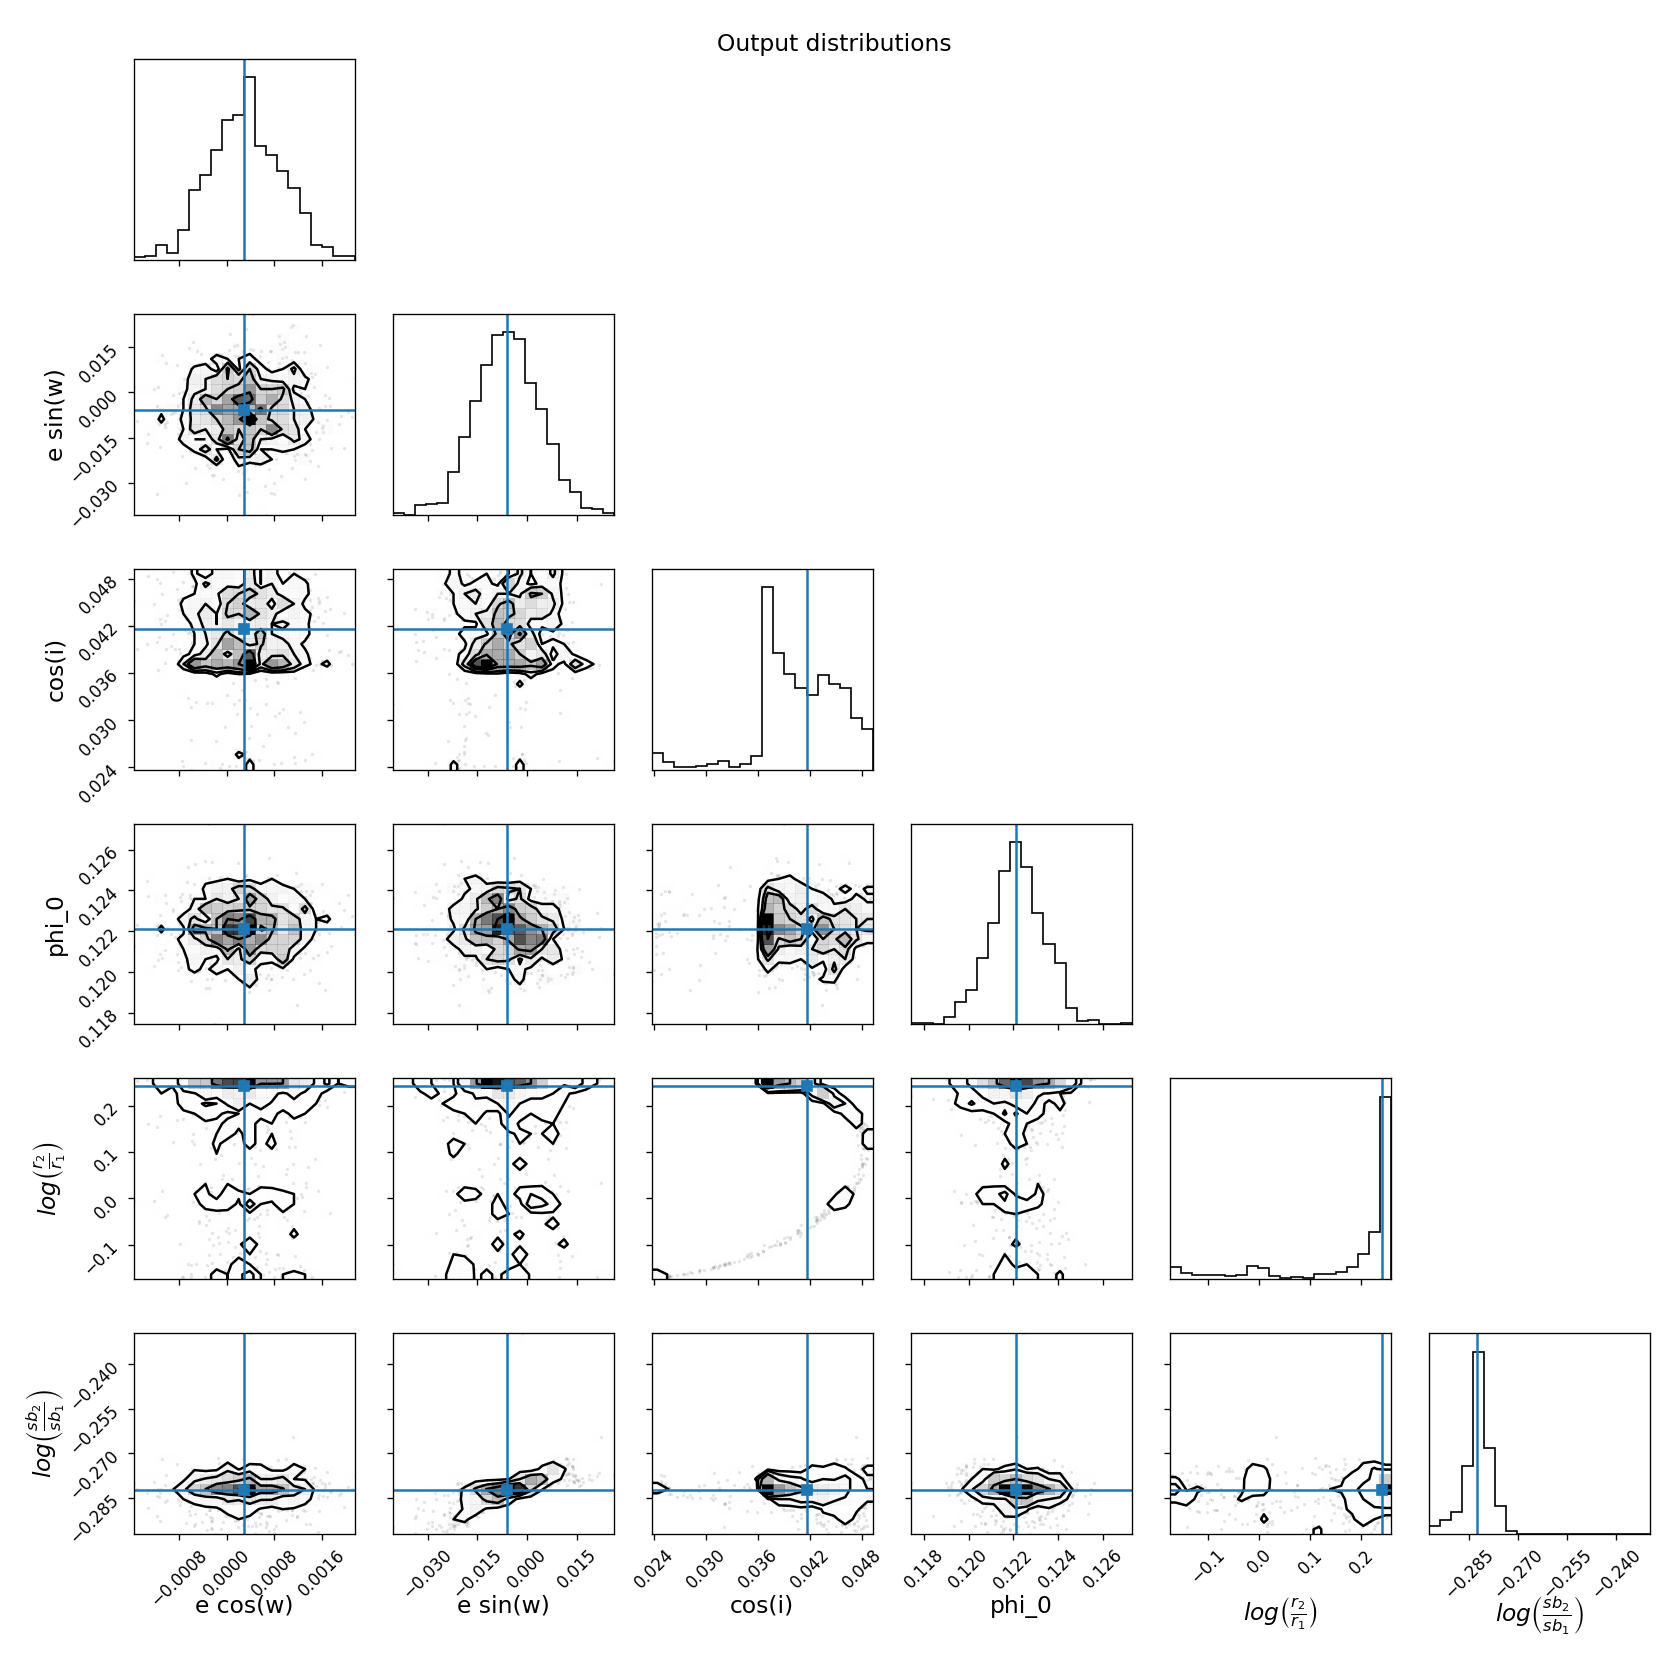 Output distributions
e sin(w)
0.015
0.000
−0.015
−0.030
cos(i)
0.048
0.042
0.036
0.030
0.024
phi_0
0.126
0.124
0.122
0.120
0.118
log(r2/r1)
0.2
0.1
0.0
−0.1
log(sb2/sb1)
−0.240
−0.255
−0.270
−0.285
−0.0008 0.0000 0.0008 0.0016
e cos(w)
−0.030 −0.015 0.000 0.015
e sin(w)
0.024 0.030 0.036 0.042 0.048
cos(i)
0.118 0.120 0.122 0.124 0.126
phi_0
−0.1 0.0 0.1 0.2
log(r2/r1)
−0.285 −0.270 −0.255 −0.240
log(sb2/sb1)